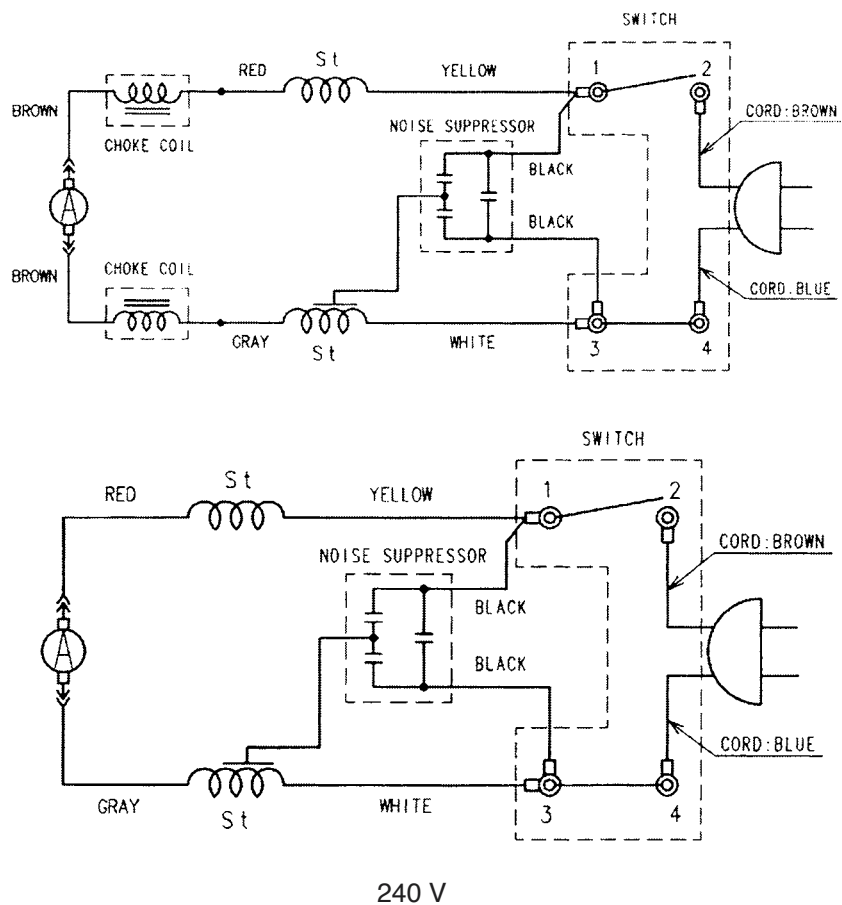 SWITCH
St
RED
YELLOW
1
2
BROWN
CORD:BROWN
NOISE SUPPRESSOR
CHOKE COIL
BLACK
A
BLACK
CHOKE COIL
BROWN
CORD:BLUE
GRAY
St
WHITE
3
4
SWITCH
St
RED
YELLOW
1
2
CORD:BROWN
NOISE SUPPRESSOR
BLACK
A
BLACK
CORD:BLUE
GRAY
St
WHITE
3
4
240 V